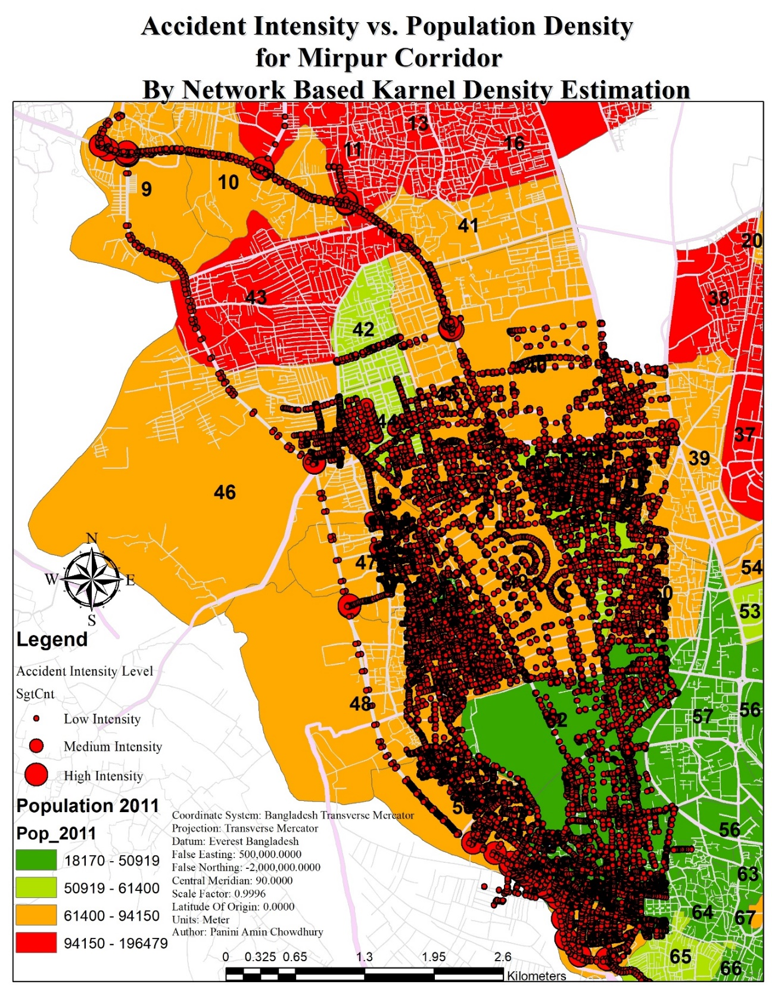 Accident Intensity vs. Population Density
for Mirpur Corridor
By Network Based Karnel Density Estimation
13
16
11
10
9
41
20
43
38
42
40
45
44
37
39
46
47
54
49
53
48
52
57
56
56
63
64
67
65
66
N
W
E
S
Legend
Accident Intensity Level
SgtCnt
Low Intensity
Medium Intensity
High Intensity
Population 2011
Pop_2011
18170 - 50919
50919 - 61400
61400 - 94150
94150 - 196479
Coordinate System: Bangladesh Transverse Mercator
Projection: Transverse Mercator
Datum: Everest Bangladesh
False Easting: 500,000.0000
False Northing: -2,000,000.0000
Central Meridian: 90.0000
Scale Factor: 0.9996
Latitude Of Origin: 0.0000
Units: Meter
Author: Panini Amin Chowdhury
0 0.325 0.65 1.3 1.95 2.6
Kilometers